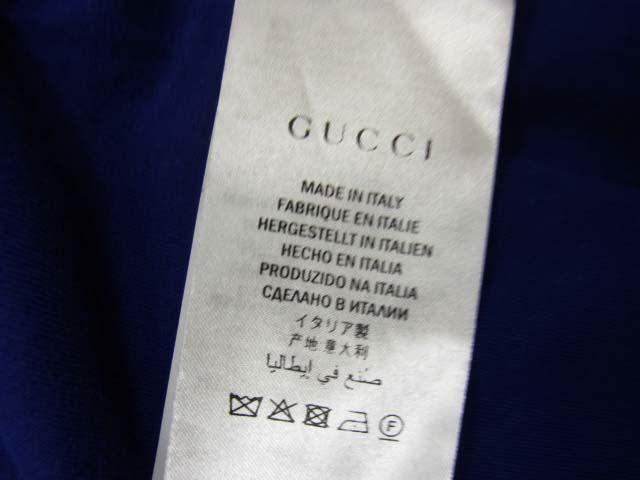 GUCCI
MADE IN ITALY
FABRIQUE EN ITALIE
HERGESTELLT IN ITALIEN
HECHO EN ITALIA
PRODUZIDO NA ITALIA
СДЕЛАНО В ИТАЛИИ
イタリア製
产地 意大利
صُنع في إيطاليا
F